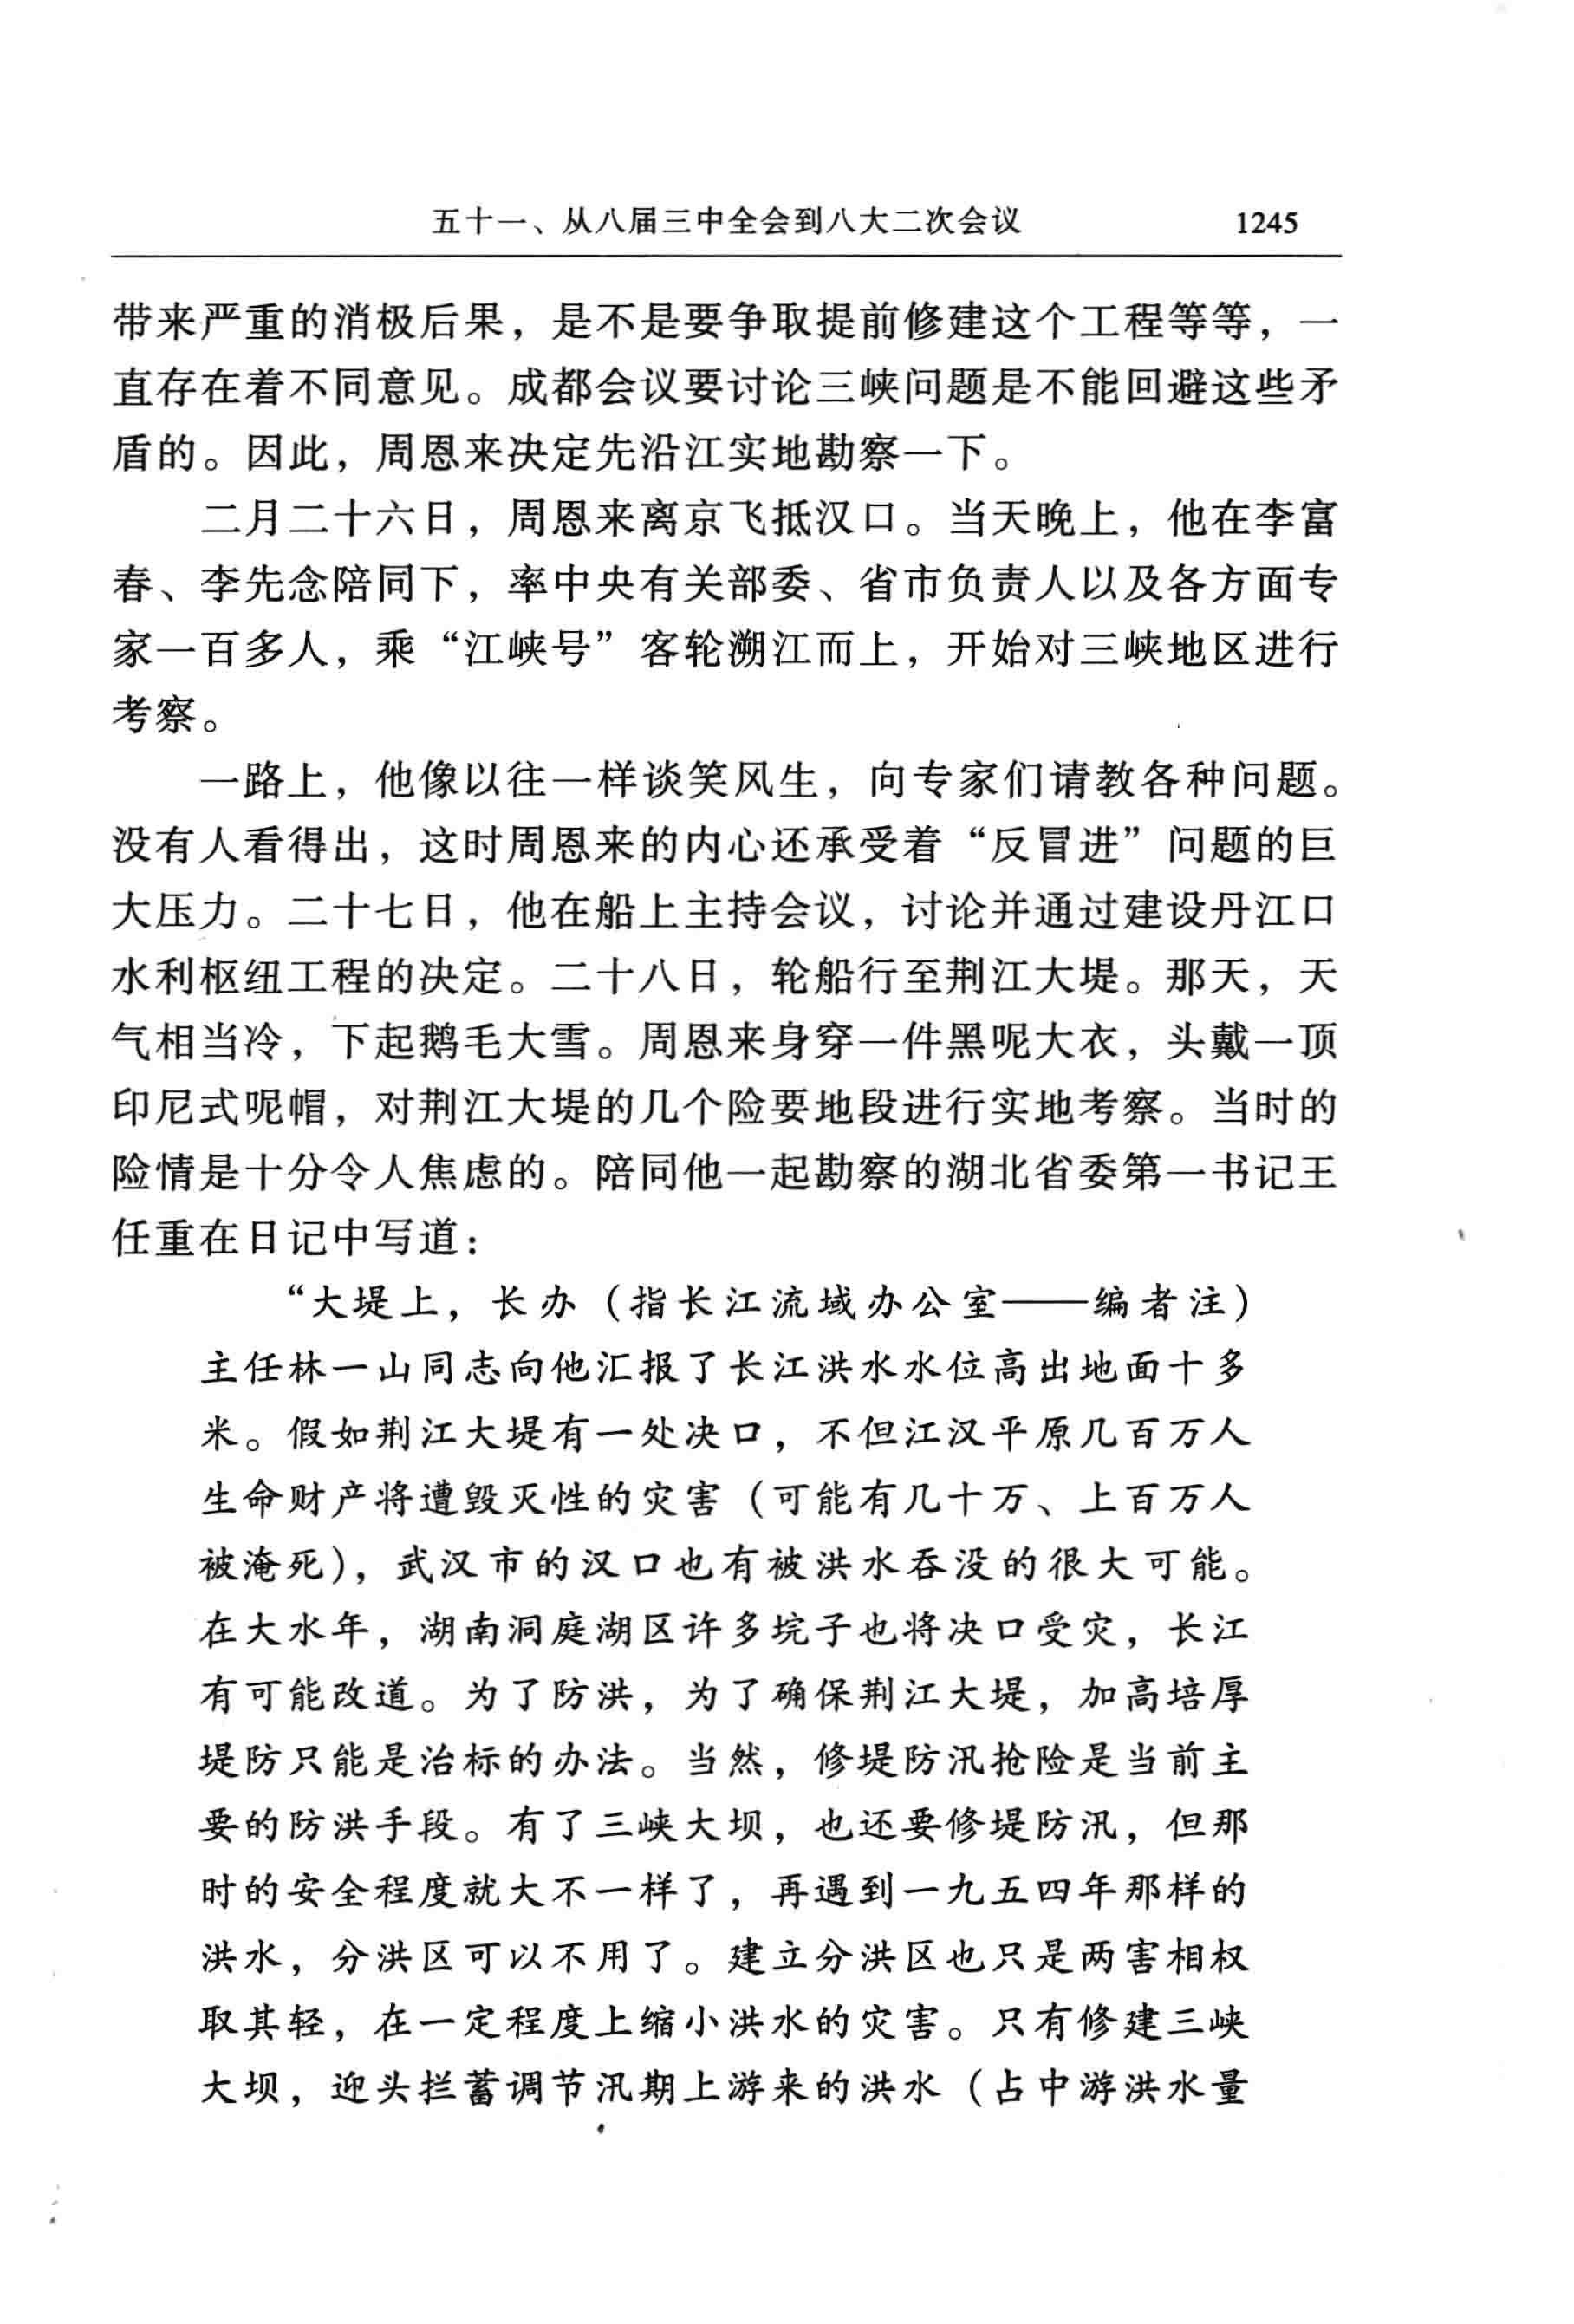 五十一、从八届三中全会到八大二次会议 1245
带来严重的消极后果，是不是要争取提前修建这个工程等等，一
直存在着不同意见。成都会议要讨论三峡问题是不能回避这些矛
盾的。因此，周恩来决定先沿江实地勘察一下。
二月二十六日，周恩来离京飞抵汉口。当天晚上，他在李富
春、李先念陪同下，率中央有关部委、省市负责人以及各方面专
家一百多人，乘“江峡号”客轮溯江而上，开始对三峡地区进行
考察。
一路上，他像以往一样谈笑风生，向专家们请教各种问题。
没有人看得出，这时周恩来的内心还承受着“反冒进”问题的巨
大压力。二十七日，他在船上主持会议，讨论并通过建设丹江口
水利枢纽工程的决定。二十八日，轮船行至荆江大堤。那天，天
气相当冷，下起鹅毛大雪。周恩来身穿一件黑呢大衣，头戴一顶
印尼式呢帽，对荆江大堤的几个险要地段进行实地考察。当时的
险情是十分令人焦虑的。陪同他一起勘察的湖北省委第一书记王
任重在日记中写道：
“大堤上，长办（指长江流域办公室——编者注）
主任林一山同志向他汇报了长江洪水水位高出地面十多
米。假如荆江大堤有一处决口，不但江汉平原几百万人
生命财产将遭毁灭性的灾害（可能有几十万、上百万人
被淹死），武汉市的汉口也有被洪水吞没的很大可能。
在大水年，湖南洞庭湖区许多垸子也将决口受灾，长江
有可能改道。为了防洪，为了确保荆江大堤，加高培厚
堤防只能是治标的办法。当然，修堤防汛抢险是当前主
要的防洪手段。有了三峡大坝，也还要修堤防汛，但那
时的安全程度就大不一样了，再遇到一九五四年那样的
洪水，分洪区可以不用了。建立分洪区也只是两害相权
取其轻，在一定程度上缩小洪水的灾害。只有修建三峡
大坝，迎头拦蓄调节汛期上游来的洪水（占中游洪水量